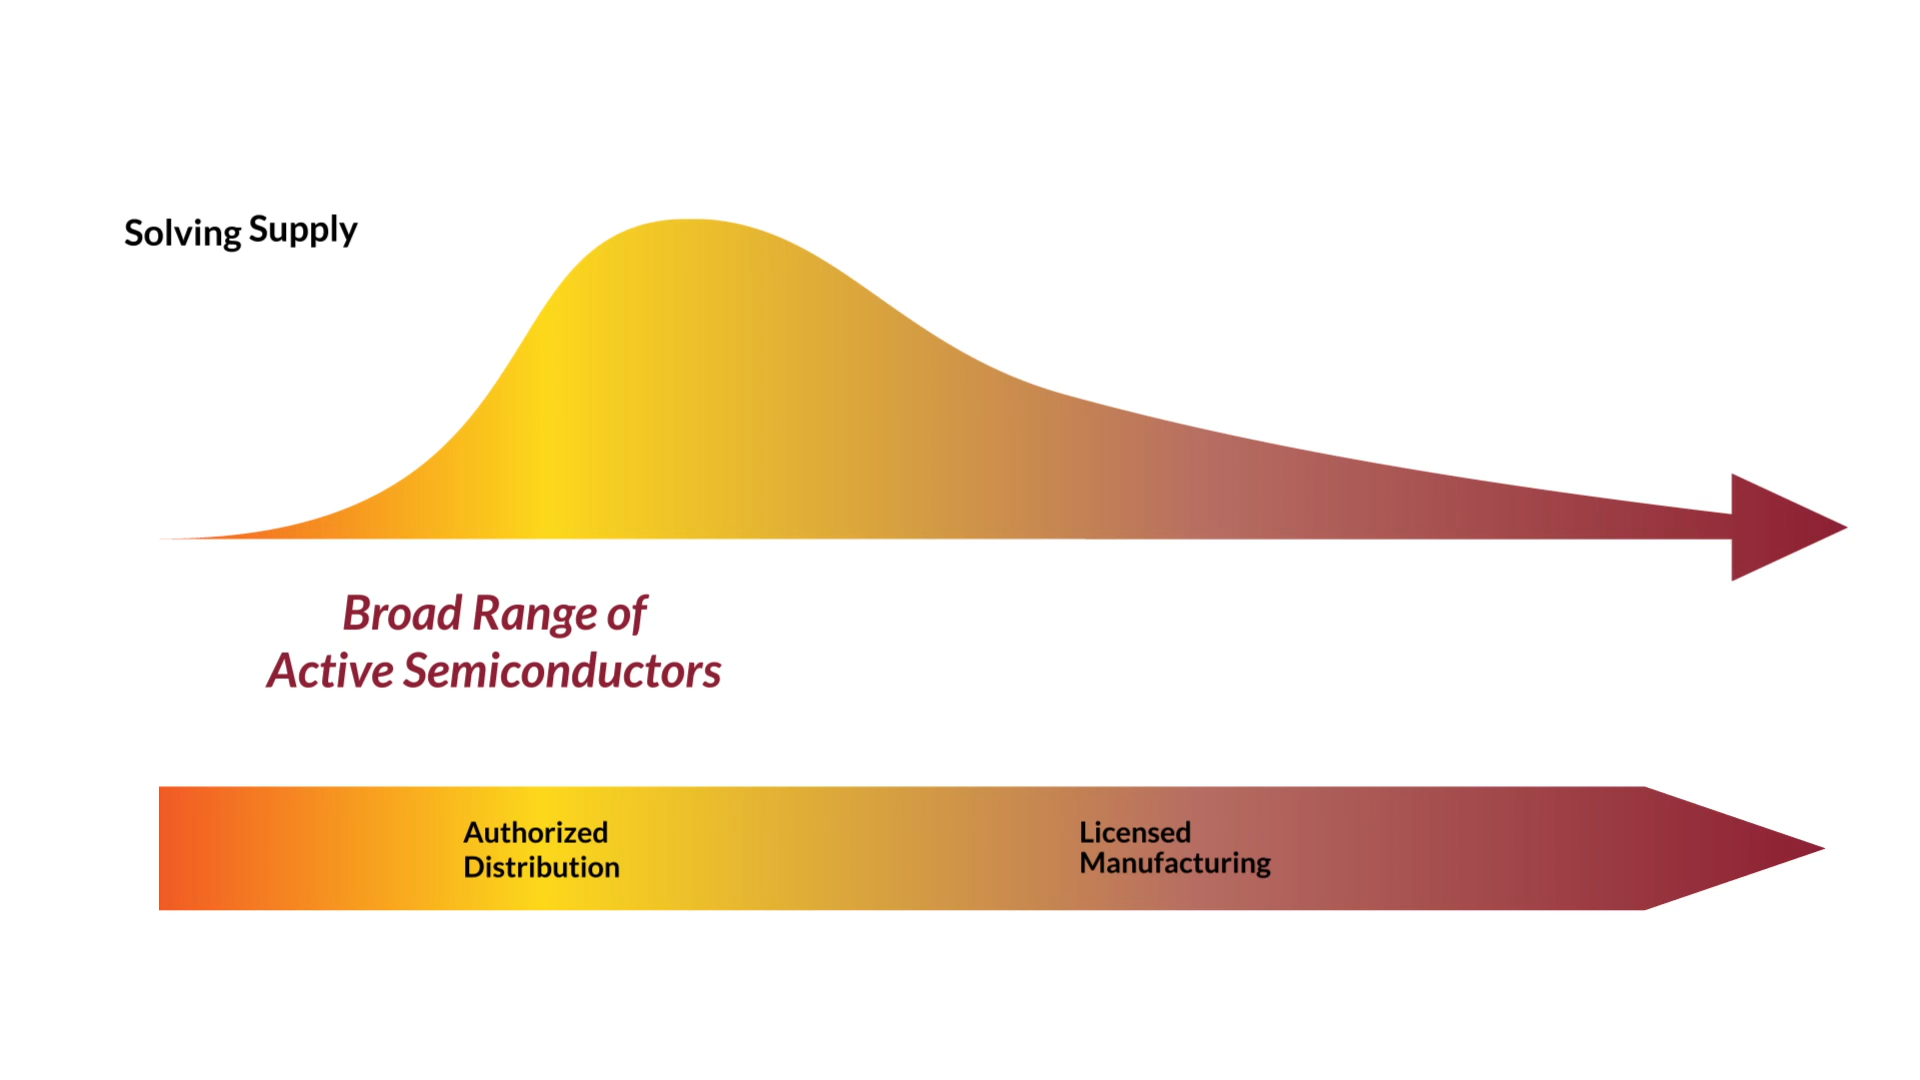 Solving Supply
Broad Range of
Active Semiconductors
Authorized
Distribution
Licensed
Manufacturing